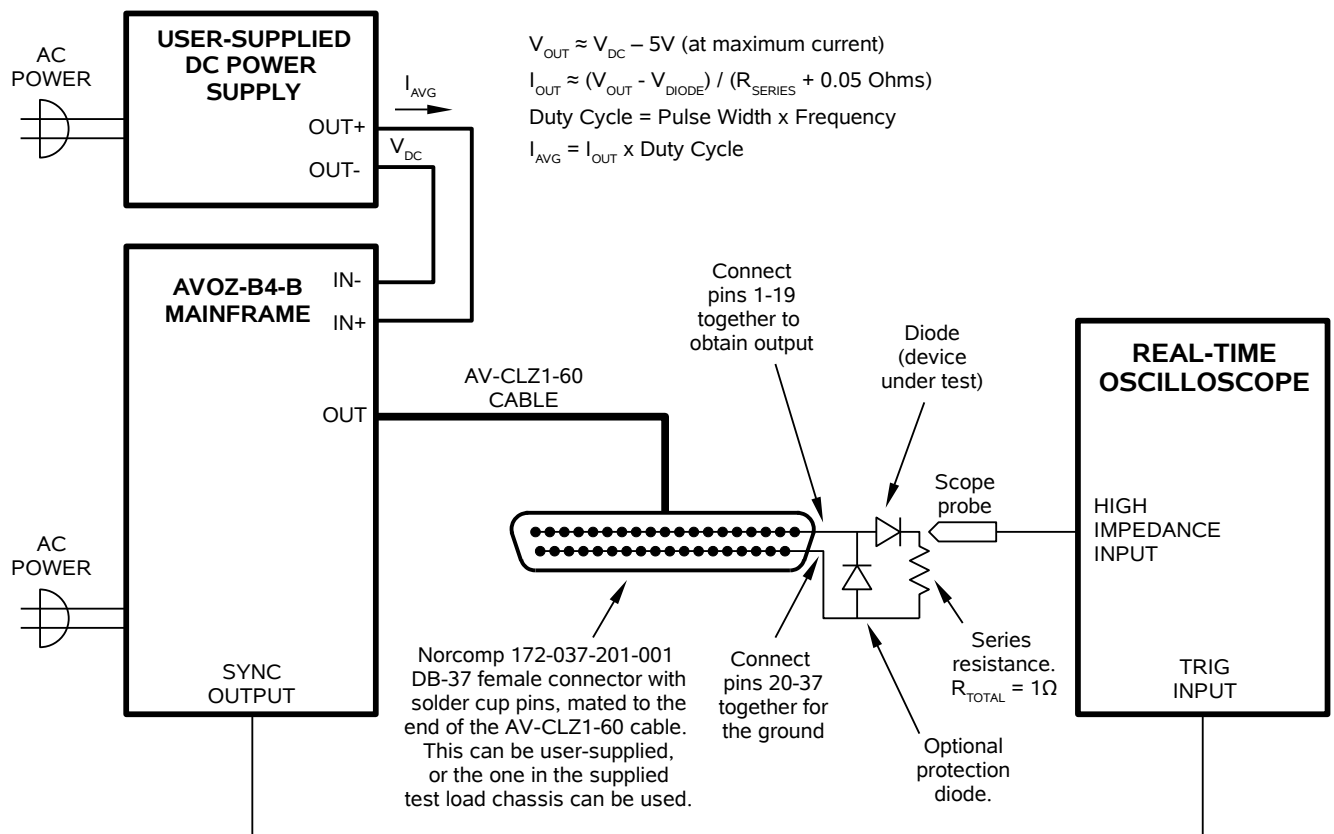 AC
POWER
USER-SUPPLIED
DC POWER
SUPPLY
OUT+
OUT-
I_AVG
V_DC
V_OUT ≈ V_DC – 5V (at maximum current)
I_OUT ≈ (V_OUT - V_DIODE) / (R_SERIES + 0.05 Ohms)
Duty Cycle = Pulse Width x Frequency
I_AVG = I_OUT x Duty Cycle
AVOZ-B4-B
MAINFRAME
IN-
IN+
OUT
AC
POWER
SYNC
OUTPUT
AV-CLZ1-60
CABLE
Connect
pins 1-19
together to
obtain output
Diode
(device
under test)
Scope
probe
REAL-TIME
OSCILLOSCOPE
HIGH
IMPEDANCE
INPUT
TRIG
INPUT
Norcomp 172-037-201-001
DB-37 female connector with
solder cup pins, mated to the
end of the AV-CLZ1-60 cable.
This can be user-supplied,
or the one in the supplied
test load chassis can be used.
Connect
pins 20-37
together for
the ground
Optional
protection
diode.
Series
resistance.
R_TOTAL = 1Ω